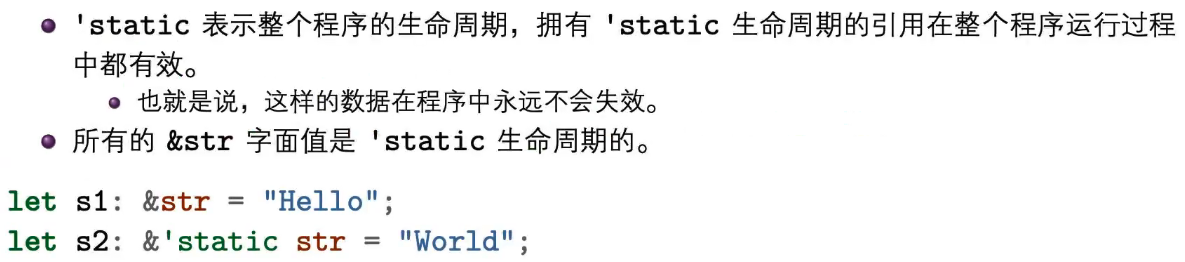 'static 表示整个程序的生命周期，拥有 'static 生命周期的引用在整个程序运行过程
中都有效。
也就是说，这样的数据在程序中永远不会失效。
所有的 &str 字面值是 'static 生命周期的。
let s1: &str = "Hello";
let s2: &'static str = "World";